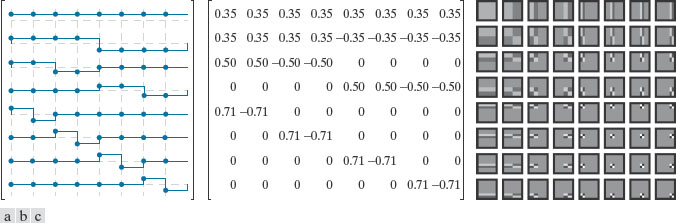 0.35 0.35 0.35 0.35 0.35 0.35 0.35 0.35
0.35 0.35 0.35 0.35 −0.35 −0.35 −0.35 −0.35
0.50 0.50 −0.50 −0.50 0 0 0 0
0 0 0 0 0.50 0.50 −0.50 −0.50
0.71 −0.71 0 0 0 0 0 0
0 0 0.71 −0.71 0 0 0 0
0 0 0 0 0.71 −0.71 0 0
0 0 0 0 0 0 0.71 −0.71
a b c